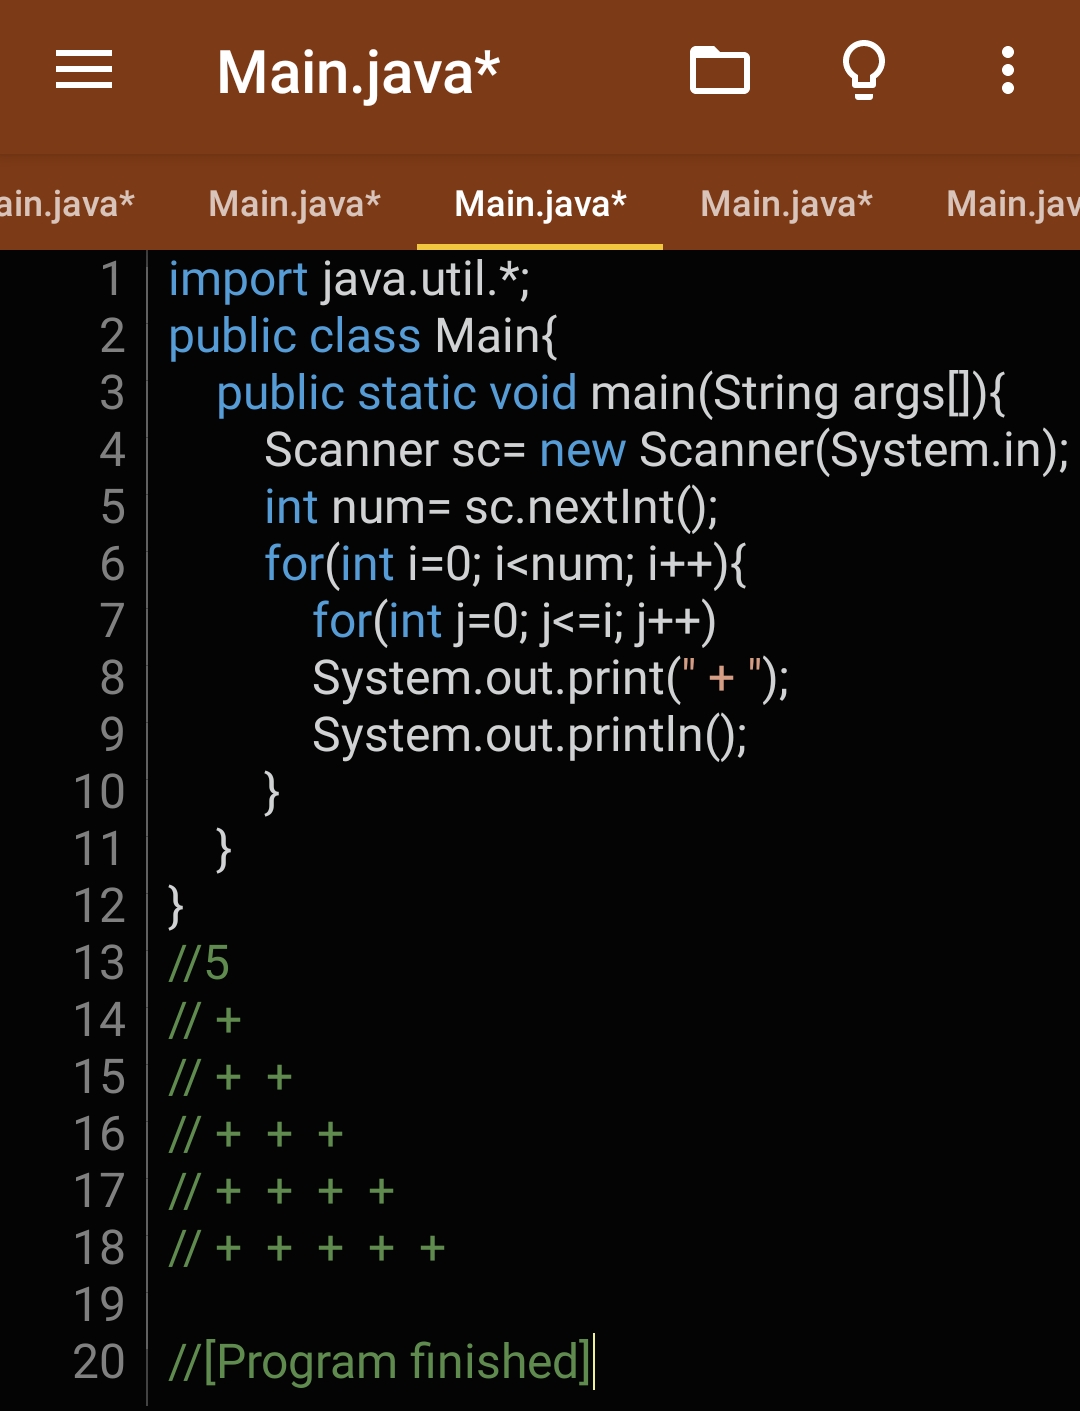 Main.java*
ain.java* Main.java* Main.java* Main.java* Main.jav
1 import java.util.*;
2 public class Main{
3 public static void main(String args[]){
4 Scanner sc= new Scanner(System.in);
5 int num= sc.nextInt();
6 for(int i=0; i<num; i++){
7 for(int j=0; j<=i; j++)
8 System.out.print(" + ");
9 System.out.println();
10 }
11 }
12 }
13 //5
14 // +
15 // + +
16 // + + +
17 // + + + +
18 // + + + + +
19
20 //[Program finished]